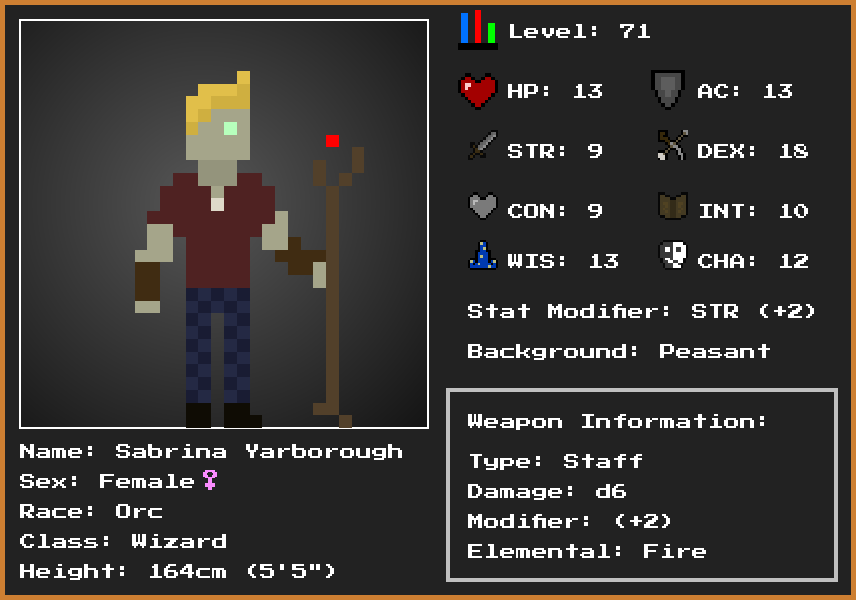 Level: 71
HP: 13
AC: 13
STR: 9
DEX: 18
CON: 9
INT: 10
WIS: 13
CHA: 12
Stat Modifier: STR (+2)
Background: Peasant
Weapon Information:
Type: Staff
Damage: d6
Modifier: (+2)
Elemental: Fire
Name: Sabrina Yarborough
Sex: Female♀
Race: Orc
Class: Wizard
Height: 164cm (5'5")